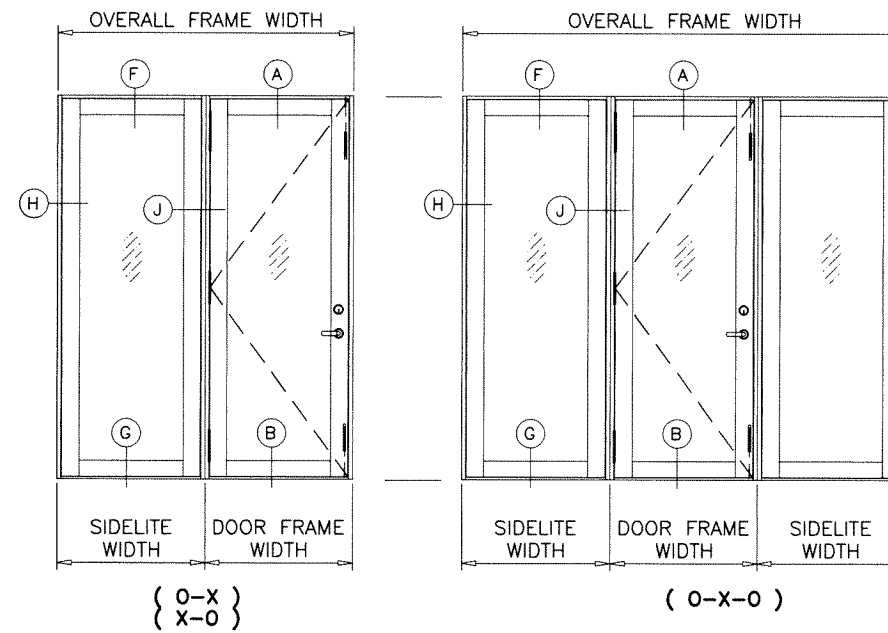 OVERALL FRAME WIDTH
F
A
H
J
G
B
SIDELITE
WIDTH
DOOR FRAME
WIDTH
( O-X )
( X-O )
OVERALL FRAME WIDTH
F
A
H
J
G
B
SIDELITE
WIDTH
DOOR FRAME
WIDTH
SIDELITE
WIDTH
( O-X-O )